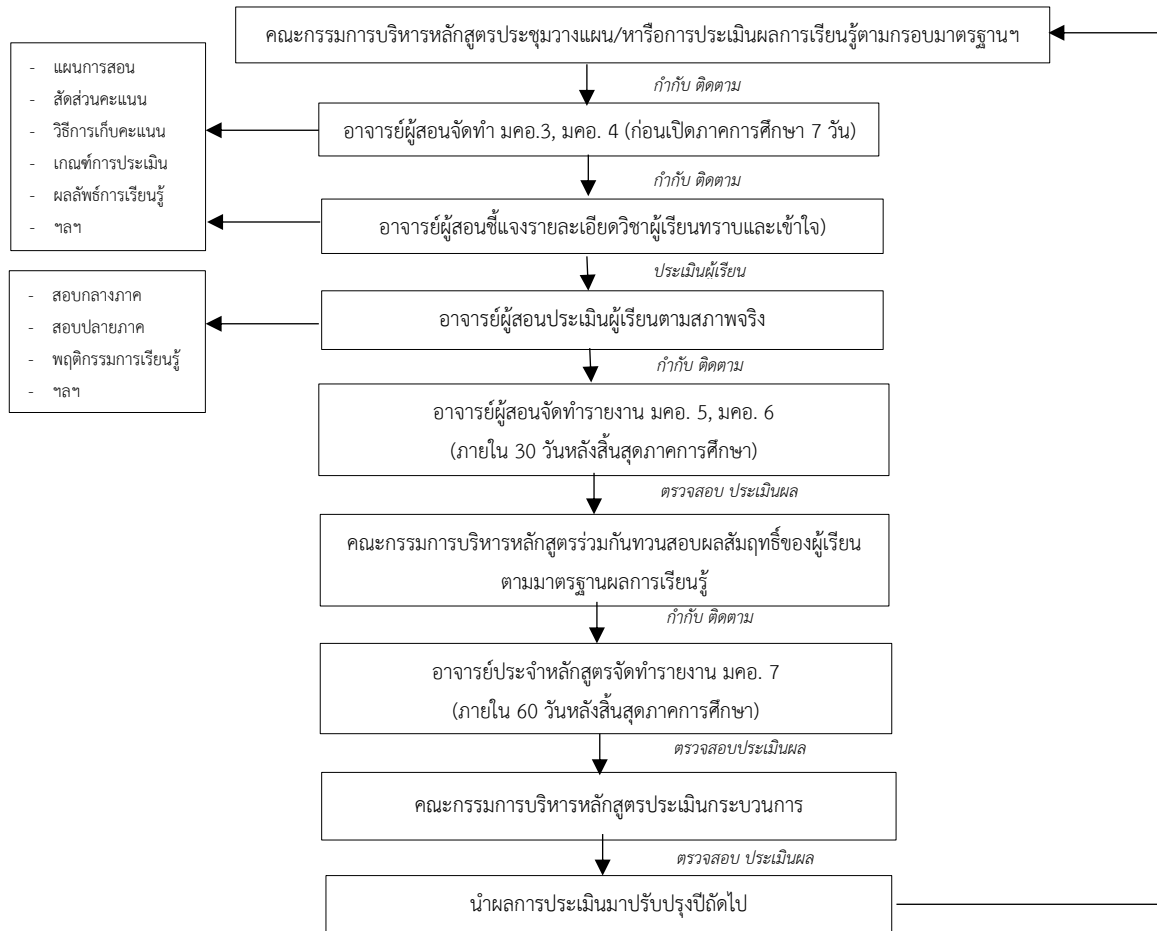 คณะกรรมการบริหารหลักสูตรประชุมวางแผน/หารือการประเมินผลการเรียนรู้ตามกรอบมาตรฐานฯ
กำกับ ติดตาม
- แผนการสอน
- สัดส่วนคะแนน
- วิธีการเก็บคะแนน
- เกณฑ์การประเมิน
- ผลลัพธ์การเรียนรู้
- ฯลฯ
อาจารย์ผู้สอนจัดทำ มคอ.3, มคอ. 4 (ก่อนเปิดภาคการศึกษา 7 วัน)
กำกับ ติดตาม
อาจารย์ผู้สอนชี้แจงรายละเอียดวิชาผู้เรียนทราบและเข้าใจ)
ประเมินผู้เรียน
- สอบกลางภาค
- สอบปลายภาค
- พฤติกรรมการเรียนรู้
- ฯลฯ
อาจารย์ผู้สอนประเมินผู้เรียนตามสภาพจริง
กำกับ ติดตาม
อาจารย์ผู้สอนจัดทำรายงาน มคอ. 5, มคอ. 6
(ภายใน 30 วันหลังสิ้นสุดภาคการศึกษา)
ตรวจสอบ ประเมินผล
คณะกรรมการบริหารหลักสูตรร่วมกันทวนสอบผลสัมฤทธิ์ของผู้เรียน
ตามมาตรฐานผลการเรียนรู้
กำกับ ติดตาม
อาจารย์ประจำหลักสูตรจัดทำรายงาน มคอ. 7
(ภายใน 60 วันหลังสิ้นสุดภาคการศึกษา)
ตรวจสอบประเมินผล
คณะกรรมการบริหารหลักสูตรประเมินกระบวนการ
ตรวจสอบ ประเมินผล
นำผลการประเมินมาปรับปรุงปีถัดไป